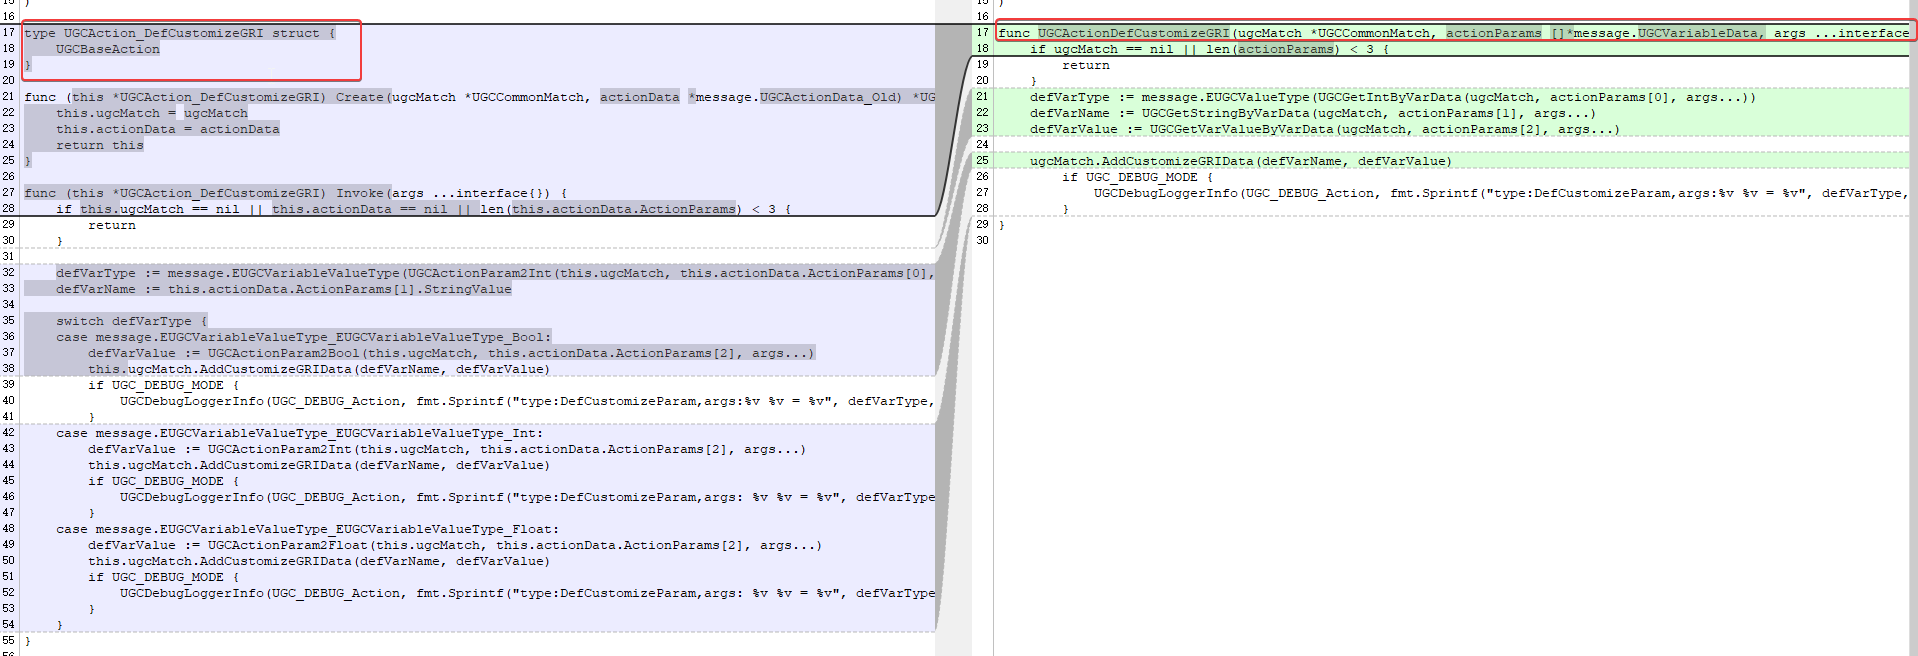 15 )
16
17 type UGCAction_DefCustomizeGRI struct {
18     UGCBaseAction
19 }
20
21 func (this *UGCAction_DefCustomizeGRI) Create(ugcMatch *UGCCommonMatch, actionData *message.UGCActionData_Old) *UG
22     this.ugcMatch = ugcMatch
23     this.actionData = actionData
24     return this
25 }
26
27 func (this *UGCAction_DefCustomizeGRI) Invoke(args ...interface{}) {
28     if this.ugcMatch == nil || this.actionData == nil || len(this.actionData.ActionParams) < 3 {
29         return
30     }
31
32     defVarType := message.EUGCVariableValueType(UGCActionParam2Int(this.ugcMatch, this.actionData.ActionParams[0],
33     defVarName := this.actionData.ActionParams[1].StringValue
34
35     switch defVarType {
36     case message.EUGCVariableValueType_EUGCVariableValueType_Bool:
37         defVarValue := UGCActionParam2Bool(this.ugcMatch, this.actionData.ActionParams[2], args...)
38         this.ugcMatch.AddCustomizeGRIData(defVarName, defVarValue)
39         if UGC_DEBUG_MODE {
40             UGCDebugLoggerInfo(UGC_DEBUG_Action, fmt.Sprintf("type:DefCustomizeParam,args:%v %v = %v", defVarType,
41         }
42     case message.EUGCVariableValueType_EUGCVariableValueType_Int:
43         defVarValue := UGCActionParam2Int(this.ugcMatch, this.actionData.ActionParams[2], args...)
44         this.ugcMatch.AddCustomizeGRIData(defVarName, defVarValue)
45         if UGC_DEBUG_MODE {
46             UGCDebugLoggerInfo(UGC_DEBUG_Action, fmt.Sprintf("type:DefCustomizeParam,args: %v %v = %v", defVarType
47         }
48     case message.EUGCVariableValueType_EUGCVariableValueType_Float:
49         defVarValue := UGCActionParam2Float(this.ugcMatch, this.actionData.ActionParams[2], args...)
50         this.ugcMatch.AddCustomizeGRIData(defVarName, defVarValue)
51         if UGC_DEBUG_MODE {
52             UGCDebugLoggerInfo(UGC_DEBUG_Action, fmt.Sprintf("type:DefCustomizeParam,args: %v %v = %v", defVarType
53         }
54     }
55 }
56
15 )
16
17 func UGCActionDefCustomizeGRI(ugcMatch *UGCCommonMatch, actionParams []*message.UGCVariableData, args ...interface
18     if ugcMatch == nil || len(actionParams) < 3 {
19         return
20     }
21     defVarType := message.EUGCValueType(UGCGetIntByVarData(ugcMatch, actionParams[0], args...))
22     defVarName := UGCGetStringByVarData(ugcMatch, actionParams[1], args...)
23     defVarValue := UGCGetVarValueByVarData(ugcMatch, actionParams[2], args...)
24
25     ugcMatch.AddCustomizeGRIData(defVarName, defVarValue)
26         if UGC_DEBUG_MODE {
27             UGCDebugLoggerInfo(UGC_DEBUG_Action, fmt.Sprintf("type:DefCustomizeParam,args:%v %v = %v", defVarType,
28         }
29 }
30